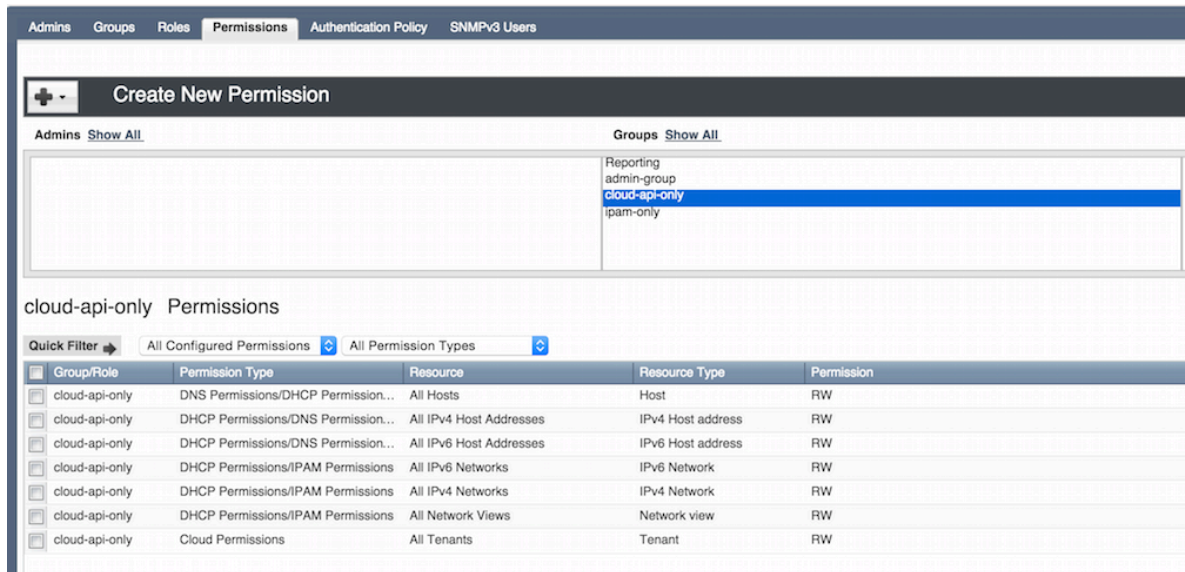 Admins Groups Roles Permissions Authentication Policy SNMPv3 Users
Create New Permission
Admins Show All Groups Show All
Reporting
admin-group
cloud-api-only
ipam-only
cloud-api-only Permissions
Quick Filter All Configured Permissions All Permission Types
Group/Role Permission Type Resource Resource Type Permission
cloud-api-only DNS Permissions/DHCP Permission... All Hosts Host RW
cloud-api-only DHCP Permissions/DNS Permission... All IPv4 Host Addresses IPv4 Host address RW
cloud-api-only DHCP Permissions/DNS Permission... All IPv6 Host Addresses IPv6 Host address RW
cloud-api-only DHCP Permissions/IPAM Permissions All IPv6 Networks IPv6 Network RW
cloud-api-only DHCP Permissions/IPAM Permissions All IPv4 Networks IPv4 Network RW
cloud-api-only DHCP Permissions/IPAM Permissions All Network Views Network view RW
cloud-api-only Cloud Permissions All Tenants Tenant RW